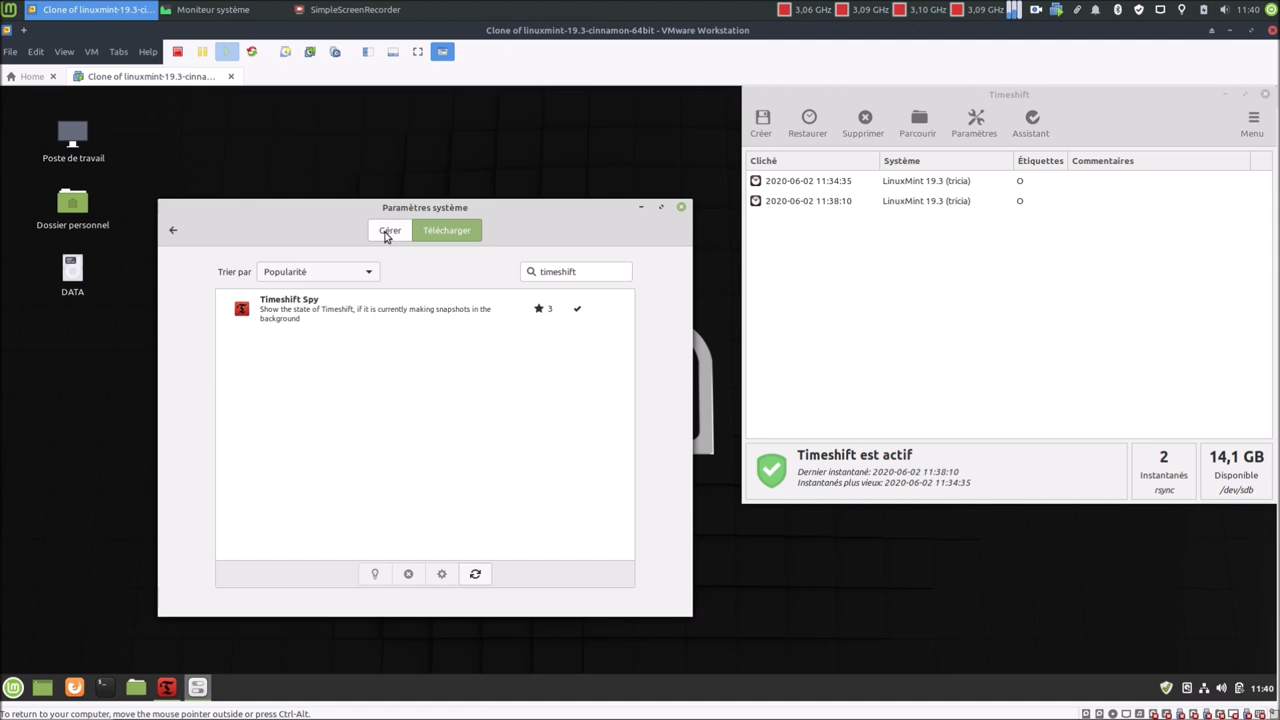 Clone of linuxmint-19.3-ci...
Moniteur système
SimpleScreenRecorder
3,06 GHz
3,09 GHz
3,10 GHz
3,09 GHz
11:40
Clone of linuxmint-19.3-cinnamon-64bit - VMware Workstation
File Edit View VM Tabs Help
Home
Clone of linuxmint-19.3-cinna...
Poste de travail
Dossier personnel
DATA
Paramètres système
Gérer
Télécharger
Trier par
Popularité
timeshift
Timeshift Spy
Show the state of Timeshift, if it is currently making snapshots in the
background
3
Timeshift
Créer
Restaurer
Supprimer
Parcourir
Paramètres
Assistant
Menu
Cliché Système Étiquettes Commentaires
2020-06-02 11:34:35 LinuxMint 19.3 (tricia) O
2020-06-02 11:38:10 LinuxMint 19.3 (tricia) O
Timeshift est actif
Dernier instantané: 2020-06-02 11:38:10
Instantanés plus vieux: 2020-06-02 11:34:35
2
Instantanés
rsync
14,1 GB
Disponible
/dev/sdb
11:40
To return to your computer, move the mouse pointer outside or press Ctrl-Alt.